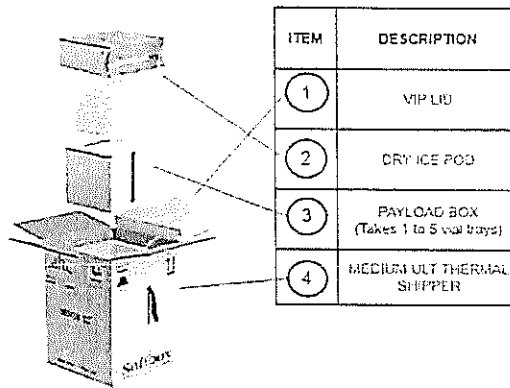 ITEM DESCRIPTION
1 VIP LID
2 DRY ICE POD
3 PAYLOAD BOX
(Takes 1 to 5 vial trays)
4 MEDIUM ULT THERMAL
SHIPPER
Softbox